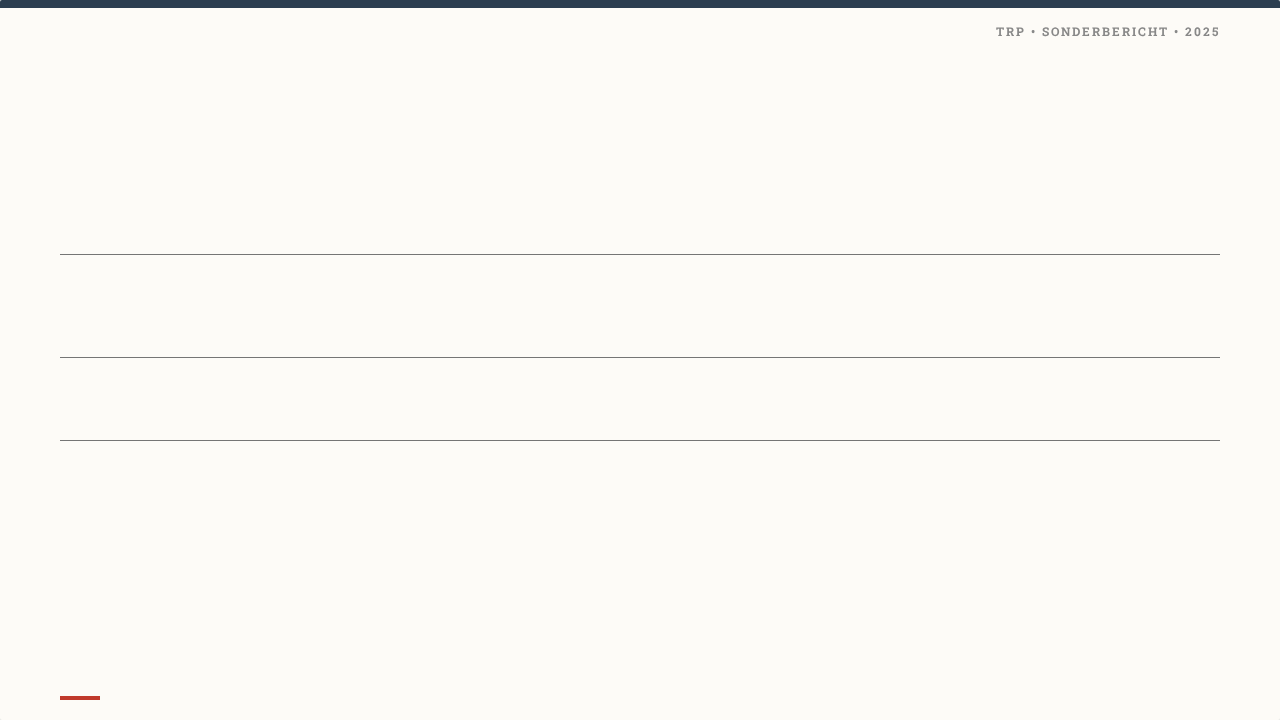 TRP • SONDERBERICHT • 2025